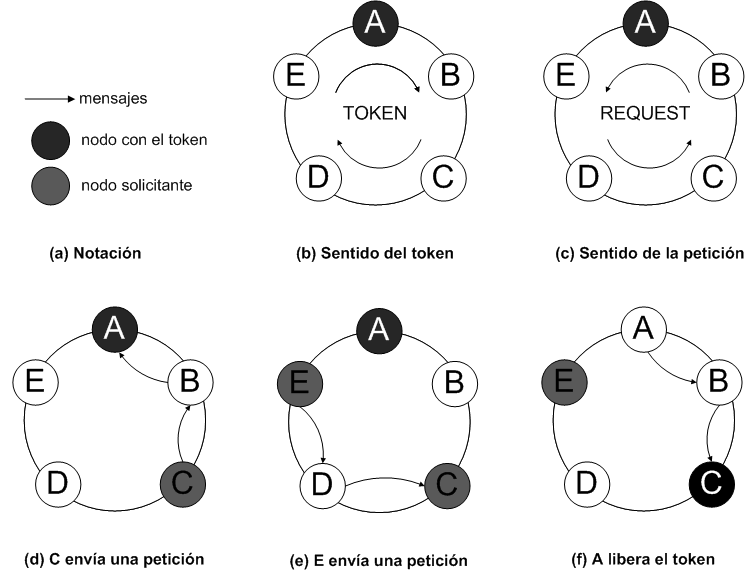 A
E
B
TOKEN
D
C
A
E
B
REQUEST
D
C
mensajes
nodo con el token
nodo solicitante
(a) Notación
(b) Sentido del token
(c) Sentido de la petición
A
E
B
D
C
A
E
B
D
C
A
E
B
D
C
(d) C envía una petición
(e) E envía una petición
(f) A libera el token